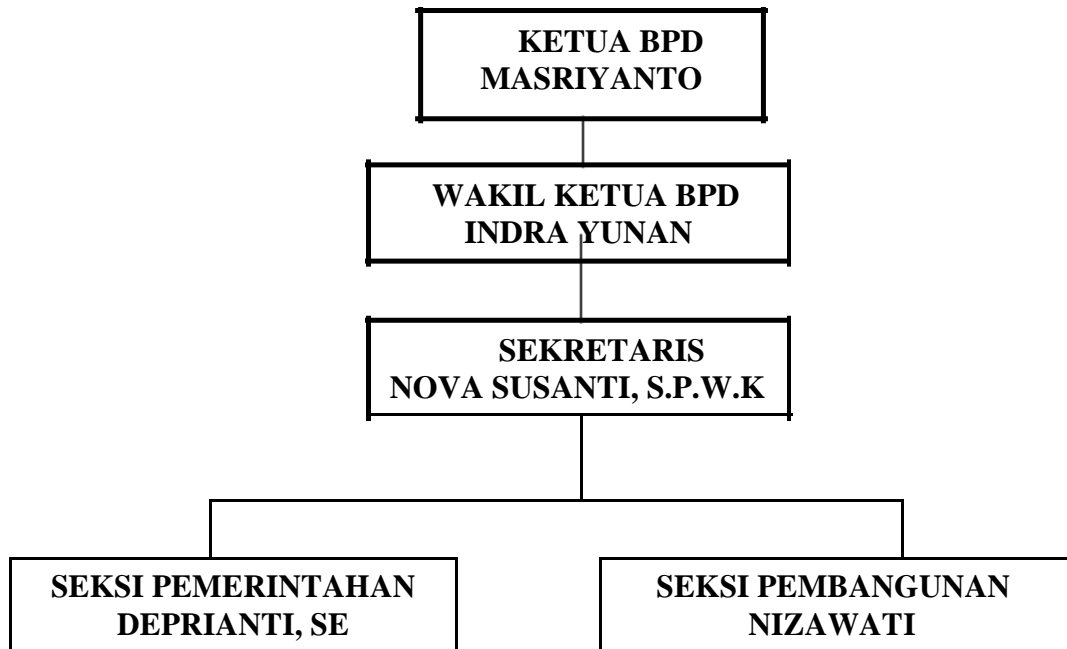 KETUA BPD
MASRIYANTO
WAKIL KETUA BPD
INDRA YUNAN
SEKRETARIS
NOVA SUSANTI, S.P.W.K
SEKSI PEMERINTAHAN
DEPRIANTI, SE
SEKSI PEMBANGUNAN
NIZAWATI